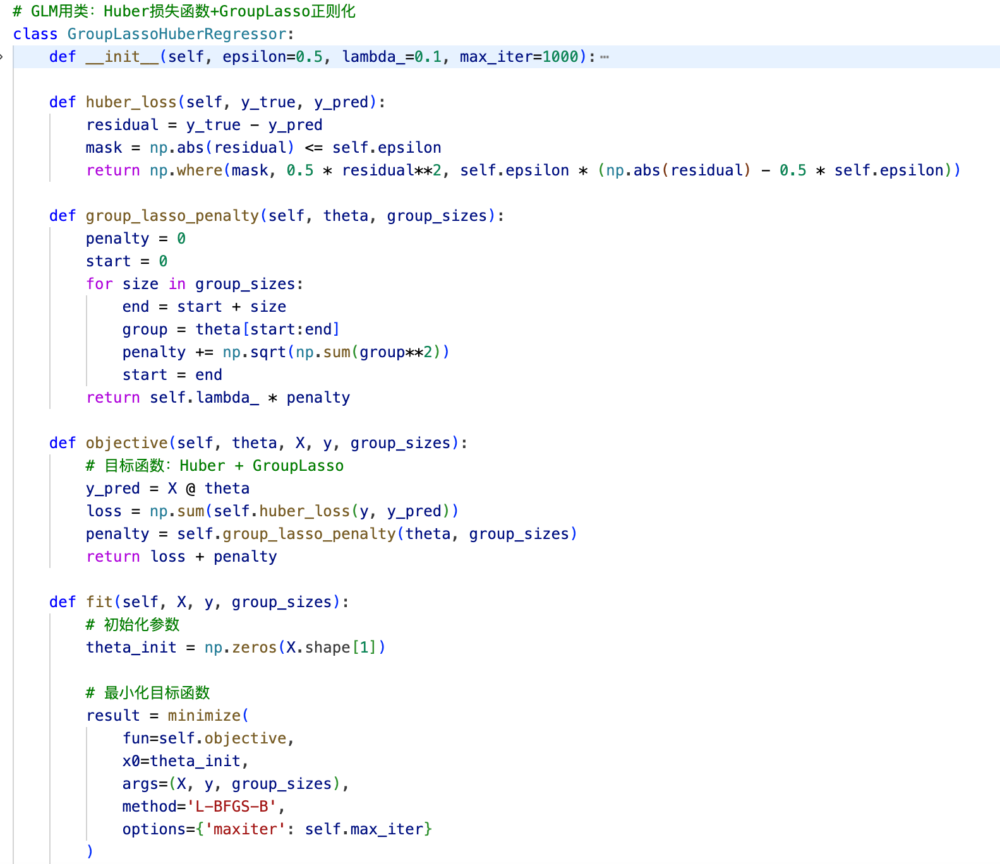 # GLM用类：Huber损失函数+GroupLasso正则化
class GroupLassoHuberRegressor:
    def __init__(self, epsilon=0.5, lambda_=0.1, max_iter=1000):⋯
    def huber_loss(self, y_true, y_pred):
        residual = y_true - y_pred
        mask = np.abs(residual) <= self.epsilon
        return np.where(mask, 0.5 * residual**2, self.epsilon * (np.abs(residual) - 0.5 * self.epsilon))
    def group_lasso_penalty(self, theta, group_sizes):
        penalty = 0
        start = 0
        for size in group_sizes:
            end = start + size
            group = theta[start:end]
            penalty += np.sqrt(np.sum(group**2))
            start = end
        return self.lambda_ * penalty
    def objective(self, theta, X, y, group_sizes):
        # 目标函数：Huber + GroupLasso
        y_pred = X @ theta
        loss = np.sum(self.huber_loss(y, y_pred))
        penalty = self.group_lasso_penalty(theta, group_sizes)
        return loss + penalty
    def fit(self, X, y, group_sizes):
        # 初始化参数
        theta_init = np.zeros(X.shape[1])
        # 最小化目标函数
        result = minimize(
            fun=self.objective,
            x0=theta_init,
            args=(X, y, group_sizes),
            method='L-BFGS-B',
            options={'maxiter': self.max_iter}
        )